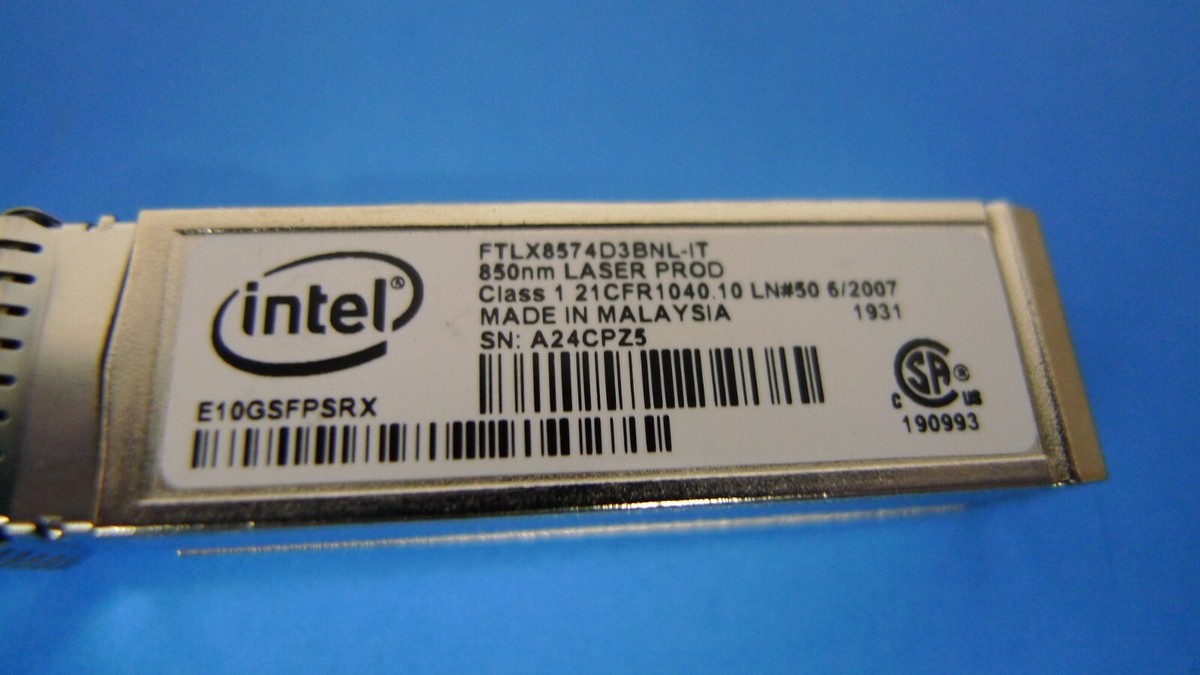 intel®
FTLX8574D3BNL-IT
850nm LASER PROD
Class 1 21CFR1040.10 LN#50 6/2007
MADE IN MALAYSIA 1931
SN: A24CPZ5
E10GSFPSRX
SA®
C US
190993